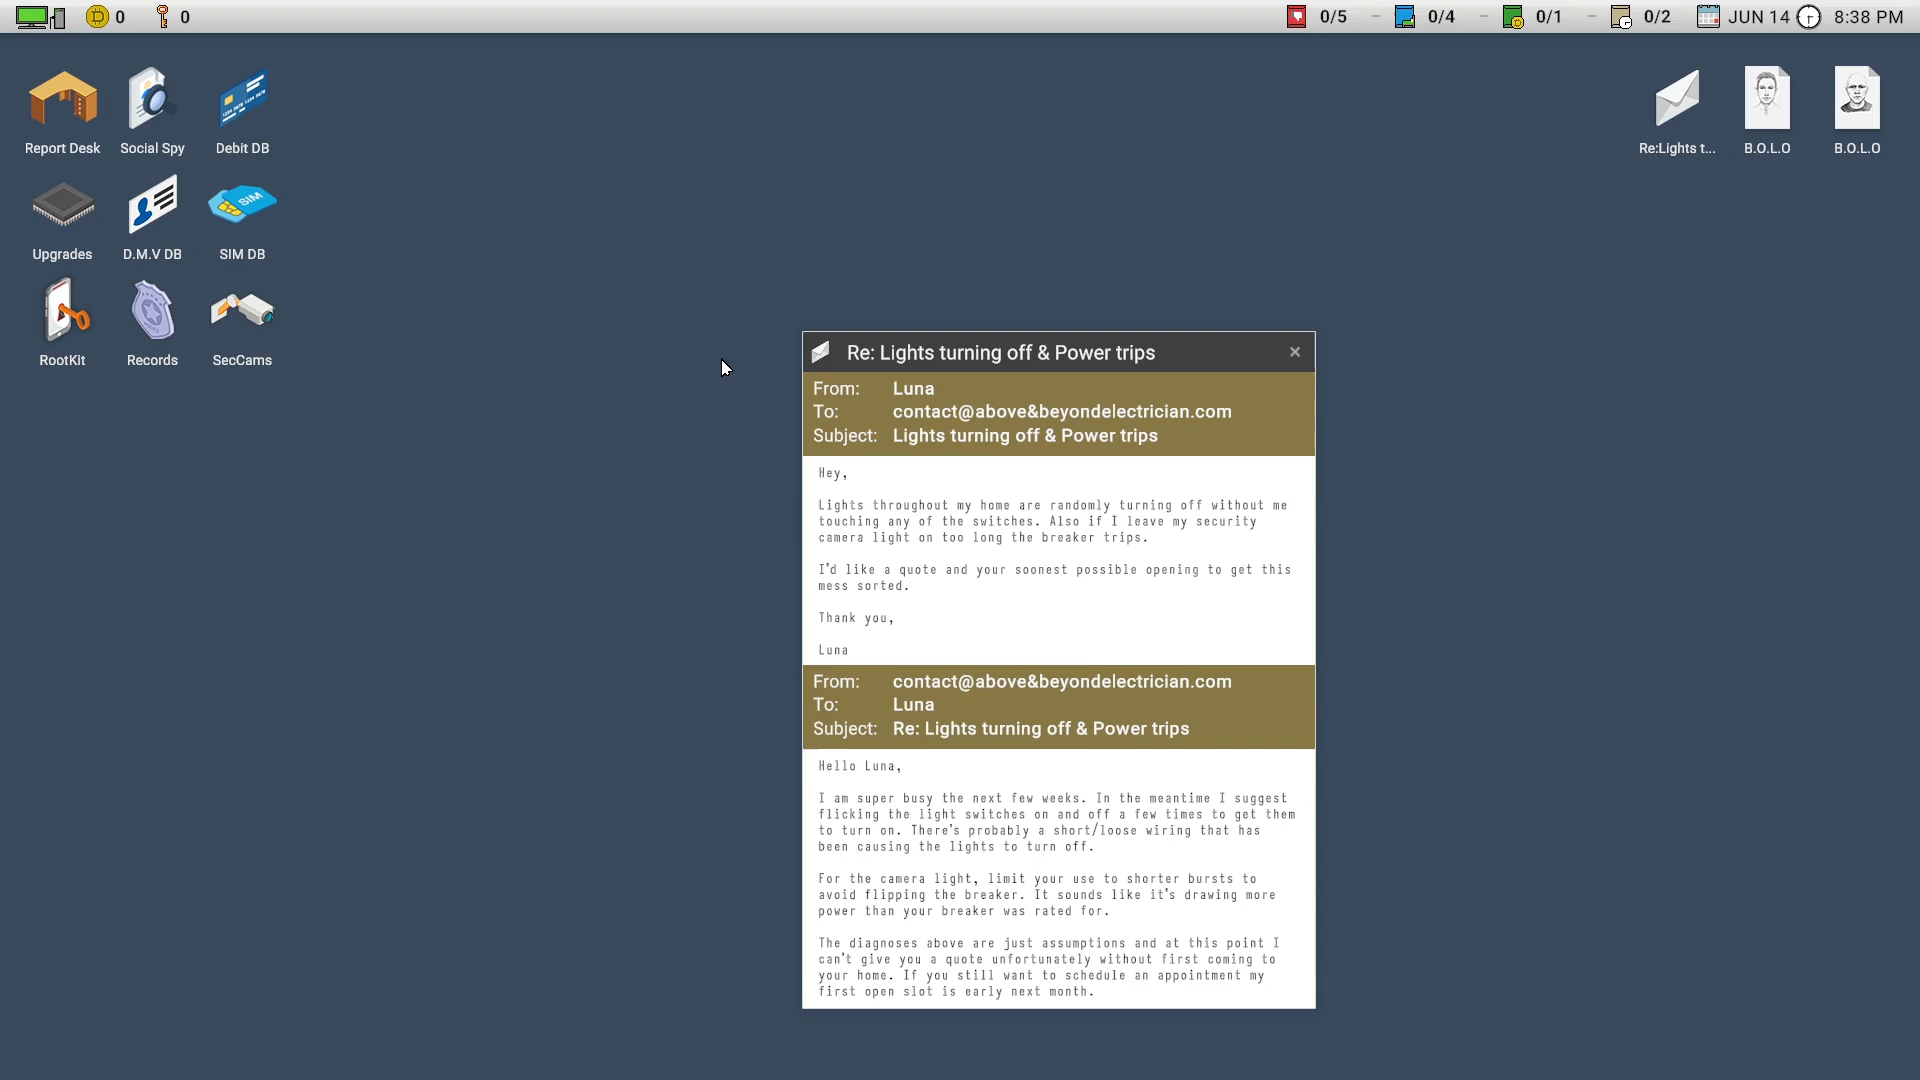 0 0 0/5 - 0/4 - 0/1 - 0/2 JUN 14 8:38 PM
Report Desk Social Spy Debit DB
Upgrades D.M.V DB SIM DB
RootKit Records SecCams
Re:Lights t... B.O.L.O B.O.L.O
Re: Lights turning off & Power trips ×
From: Luna
To: contact@above&beyondelectrician.com
Subject: Lights turning off & Power trips
Hey,
Lights throughout my home are randomly turning off without me
touching any of the switches. Also if I leave my security
camera light on too long the breaker trips.
I'd like a quote and your soonest possible opening to get this
mess sorted.
Thank you,
Luna
From: contact@above&beyondelectrician.com
To: Luna
Subject: Re: Lights turning off & Power trips
Hello Luna,
I am super busy the next few weeks. In the meantime I suggest
flicking the light switches on and off a few times to get them
to turn on. There's probably a short/loose wiring that has
been causing the lights to turn off.
For the camera light, limit your use to shorter bursts to
avoid flipping the breaker. It sounds like it's drawing more
power than your breaker was rated for.
The diagnoses above are just assumptions and at this point I
can't give you a quote unfortunately without first coming to
your home. If you still want to schedule an appointment my
first open slot is early next month.